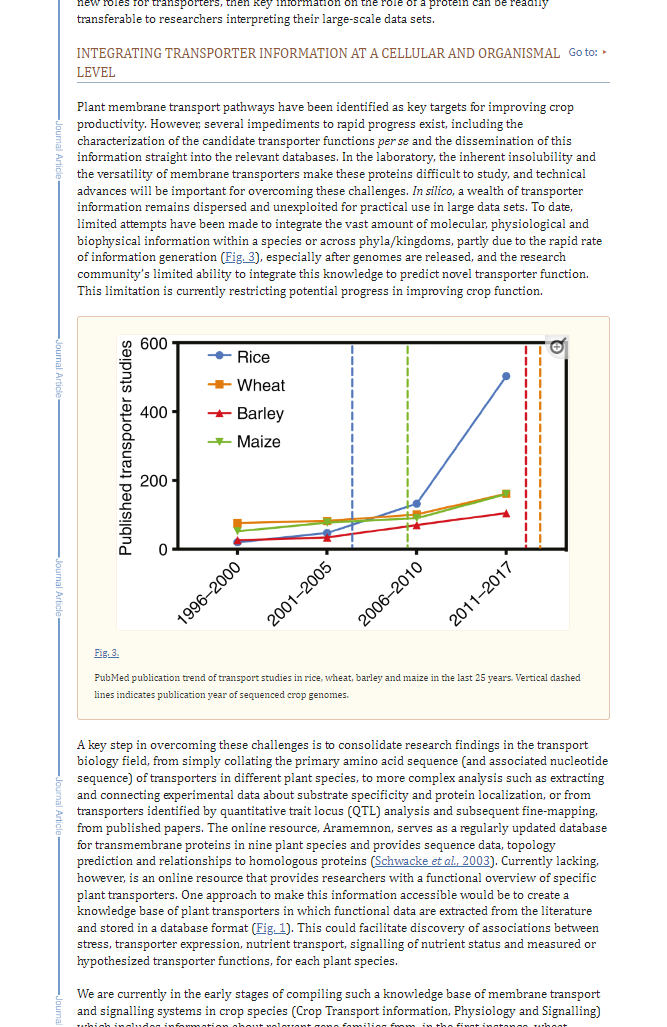 new roles for transporters, then key information on the role of a protein can be readily
transferable to researchers interpreting their large-scale data sets.
INTEGRATING TRANSPORTER INFORMATION AT A CELLULAR AND ORGANISMAL
LEVEL
Go to:
Plant membrane transport pathways have been identified as key targets for improving crop
productivity. However, several impediments to rapid progress exist, including the
characterization of the candidate transporter functions per se and the dissemination of this
information straight into the relevant databases. In the laboratory, the inherent insolubility and
the versatility of membrane transporters make these proteins difficult to study, and technical
advances will be important for overcoming these challenges. In silico, a wealth of transporter
information remains dispersed and unexploited for practical use in large data sets. To date,
limited attempts have been made to integrate the vast amount of molecular, physiological and
biophysical information within a species or across phyla/kingdoms, partly due to the rapid rate
of information generation (Fig. 3), especially after genomes are released, and the research
community's limited ability to integrate this knowledge to predict novel transporter function.
This limitation is currently restricting potential progress in improving crop function.
Published transporter studies
600
400
200
0
Rice
Wheat
Barley
Maize
1996–2000
2001–2005
2006–2010
2011–2017
Fig. 3.
PubMed publication trend of transport studies in rice, wheat, barley and maize in the last 25 years. Vertical dashed
lines indicates publication year of sequenced crop genomes.
A key step in overcoming these challenges is to consolidate research findings in the transport
biology field, from simply collating the primary amino acid sequence (and associated nucleotide
sequence) of transporters in different plant species, to more complex analysis such as extracting
and connecting experimental data about substrate specificity and protein localization, or from
transporters identified by quantitative trait locus (QTL) analysis and subsequent fine-mapping,
from published papers. The online resource, Aramemnon, serves as a regularly updated database
for transmembrane proteins in nine plant species and provides sequence data, topology
prediction and relationships to homologous proteins (Schwacke et al., 2003). Currently lacking,
however, is an online resource that provides researchers with a functional overview of specific
plant transporters. One approach to make this information accessible would be to create a
knowledge base of plant transporters in which functional data are extracted from the literature
and stored in a database format (Fig. 1). This could facilitate discovery of associations between
stress, transporter expression, nutrient transport, signalling of nutrient status and measured or
hypothesized transporter functions, for each plant species.
We are currently in the early stages of compiling such a knowledge base of membrane transport
and signalling systems in crop species (Crop Transport information, Physiology and Signalling)
which includes information about relevant gene families from, in the first instance, wheat
Journal Article
Journal Article
Journal Article
Journal Article
Journal Article